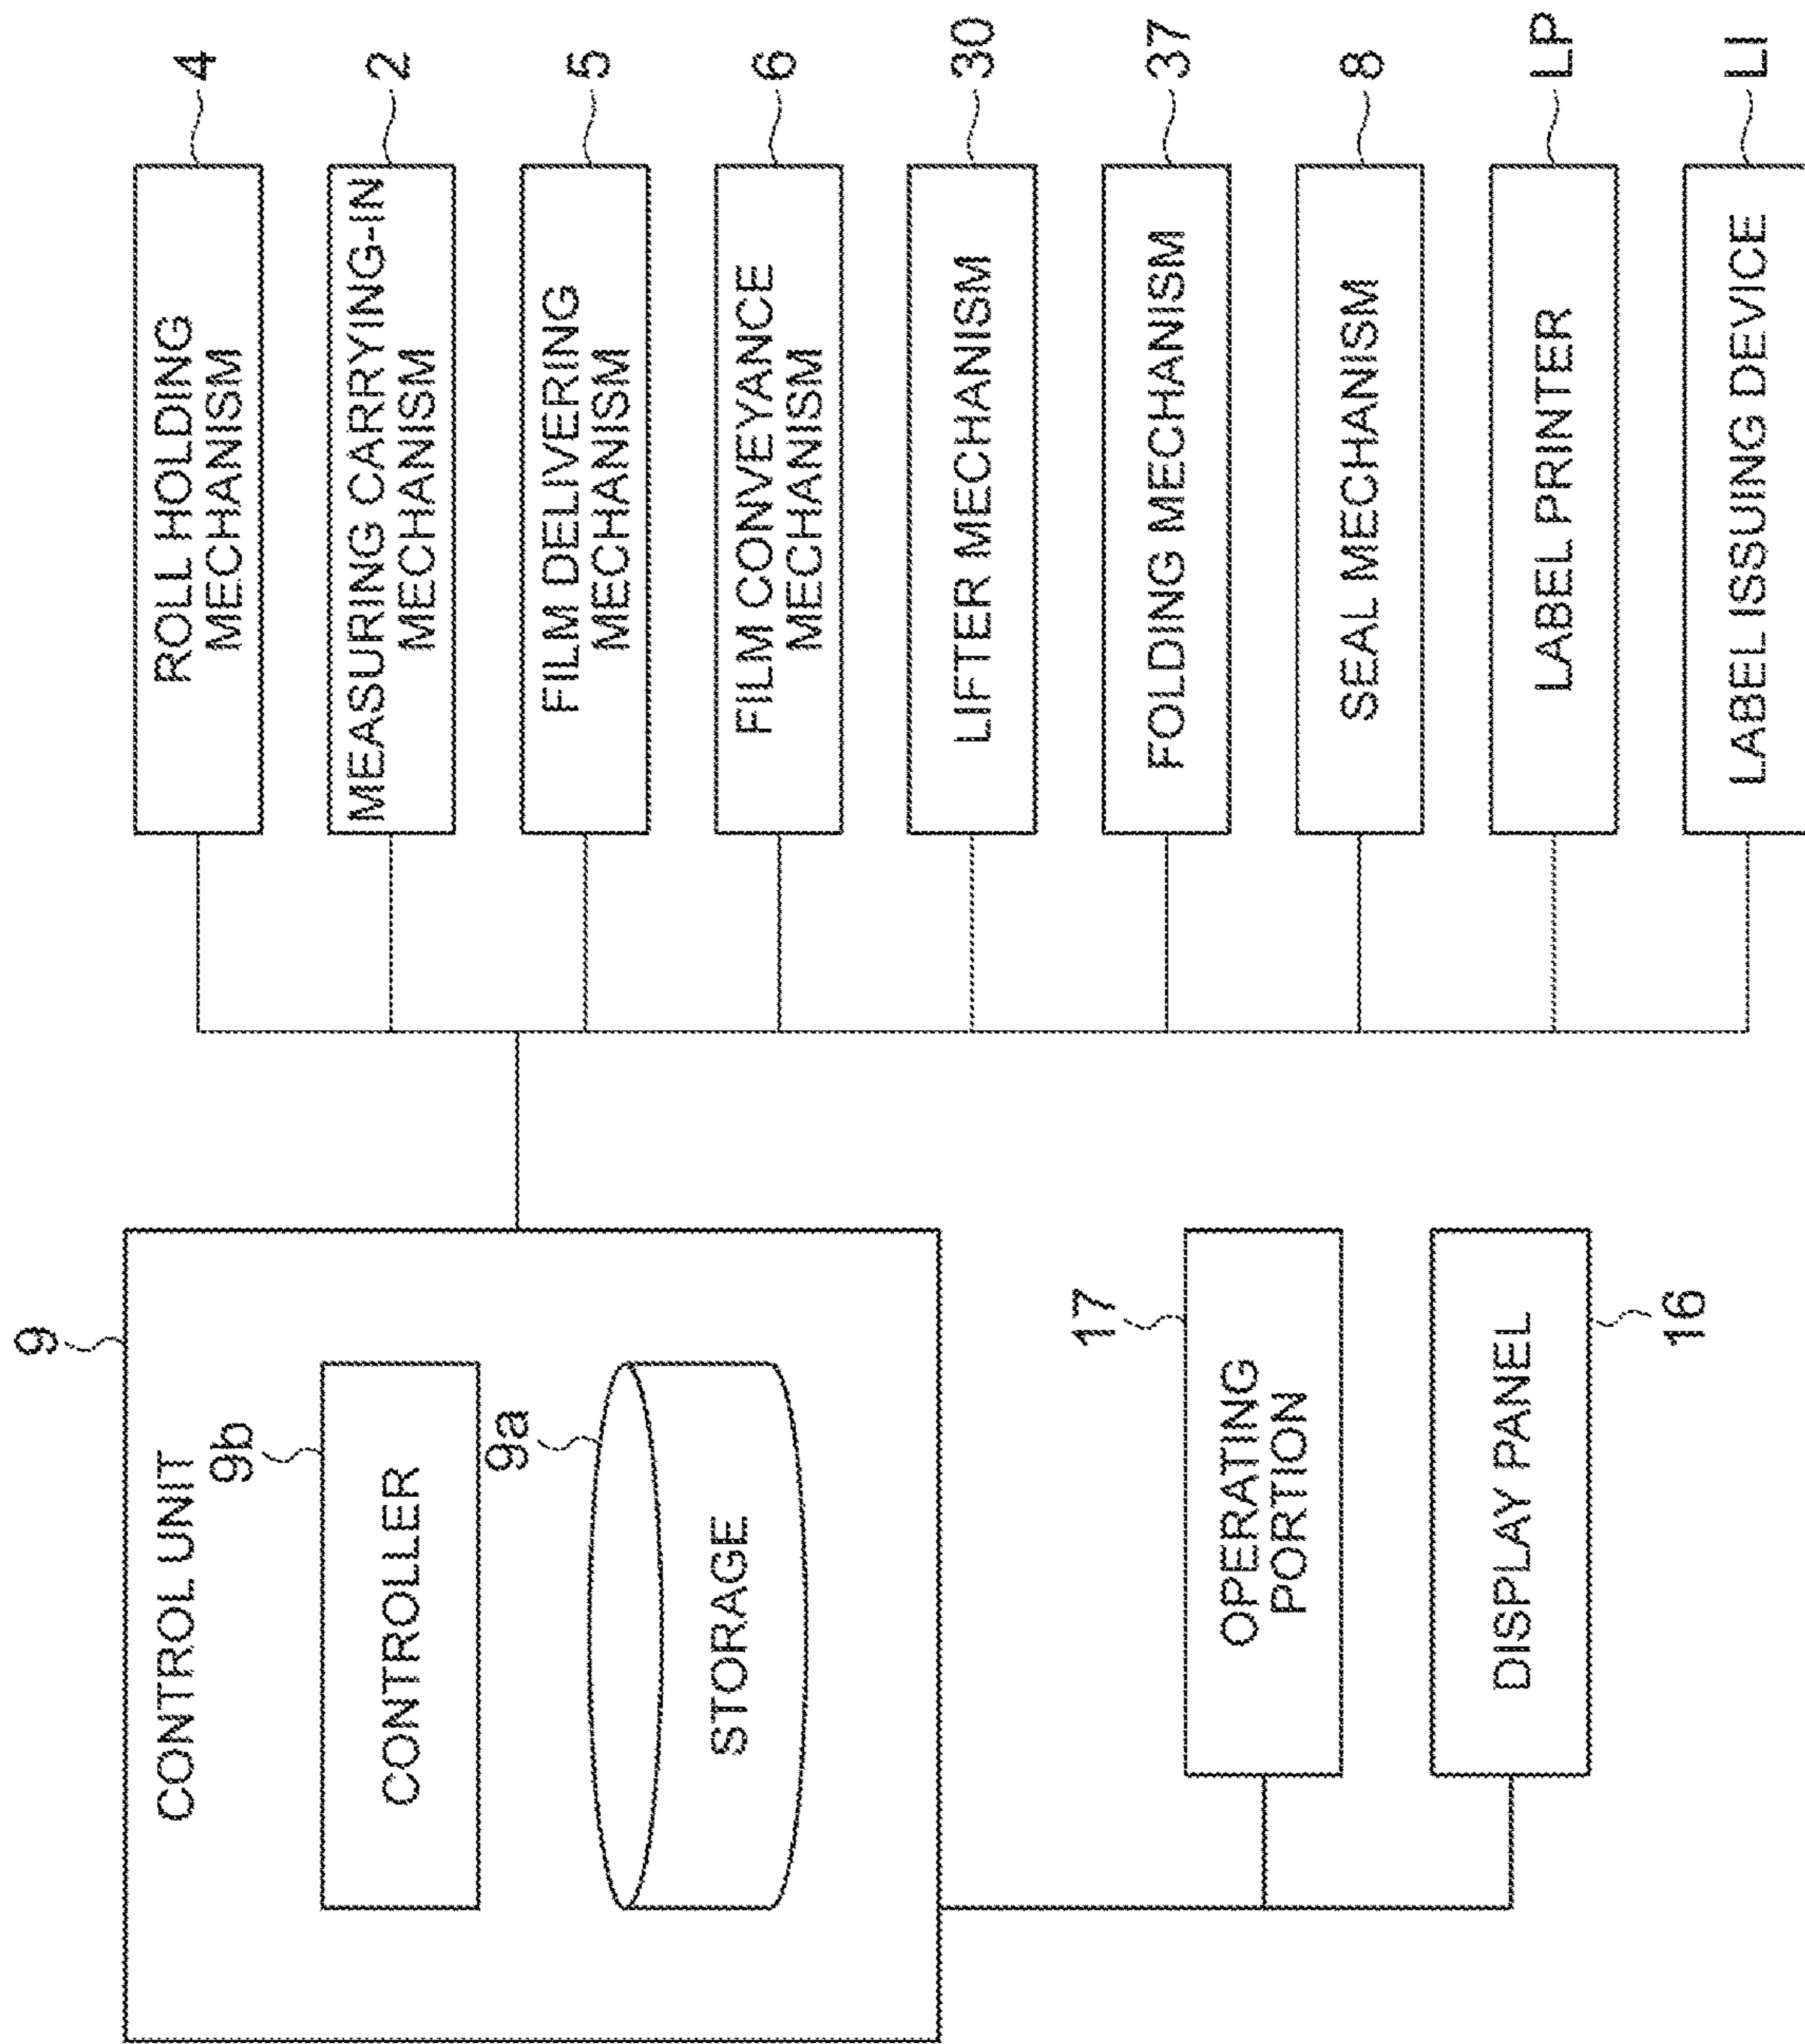 9
CONTROL UNIT
9b
CONTROLLER
9a
STORAGE
17
OPERATING
PORTION
DISPLAY PANEL
16
ROLL HOLDING
MECHANISM
4
MEASURING CARRYING-IN
MECHANISM
2
FILM DELIVERING
MECHANISM
5
FILM CONVEYANCE
MECHANISM
6
LIFTER MECHANISM
30
FOLDING MECHANISM
37
SEAL MECHANISM
8
LABEL PRINTER
LP
LABEL ISSUING DEVICE
LI